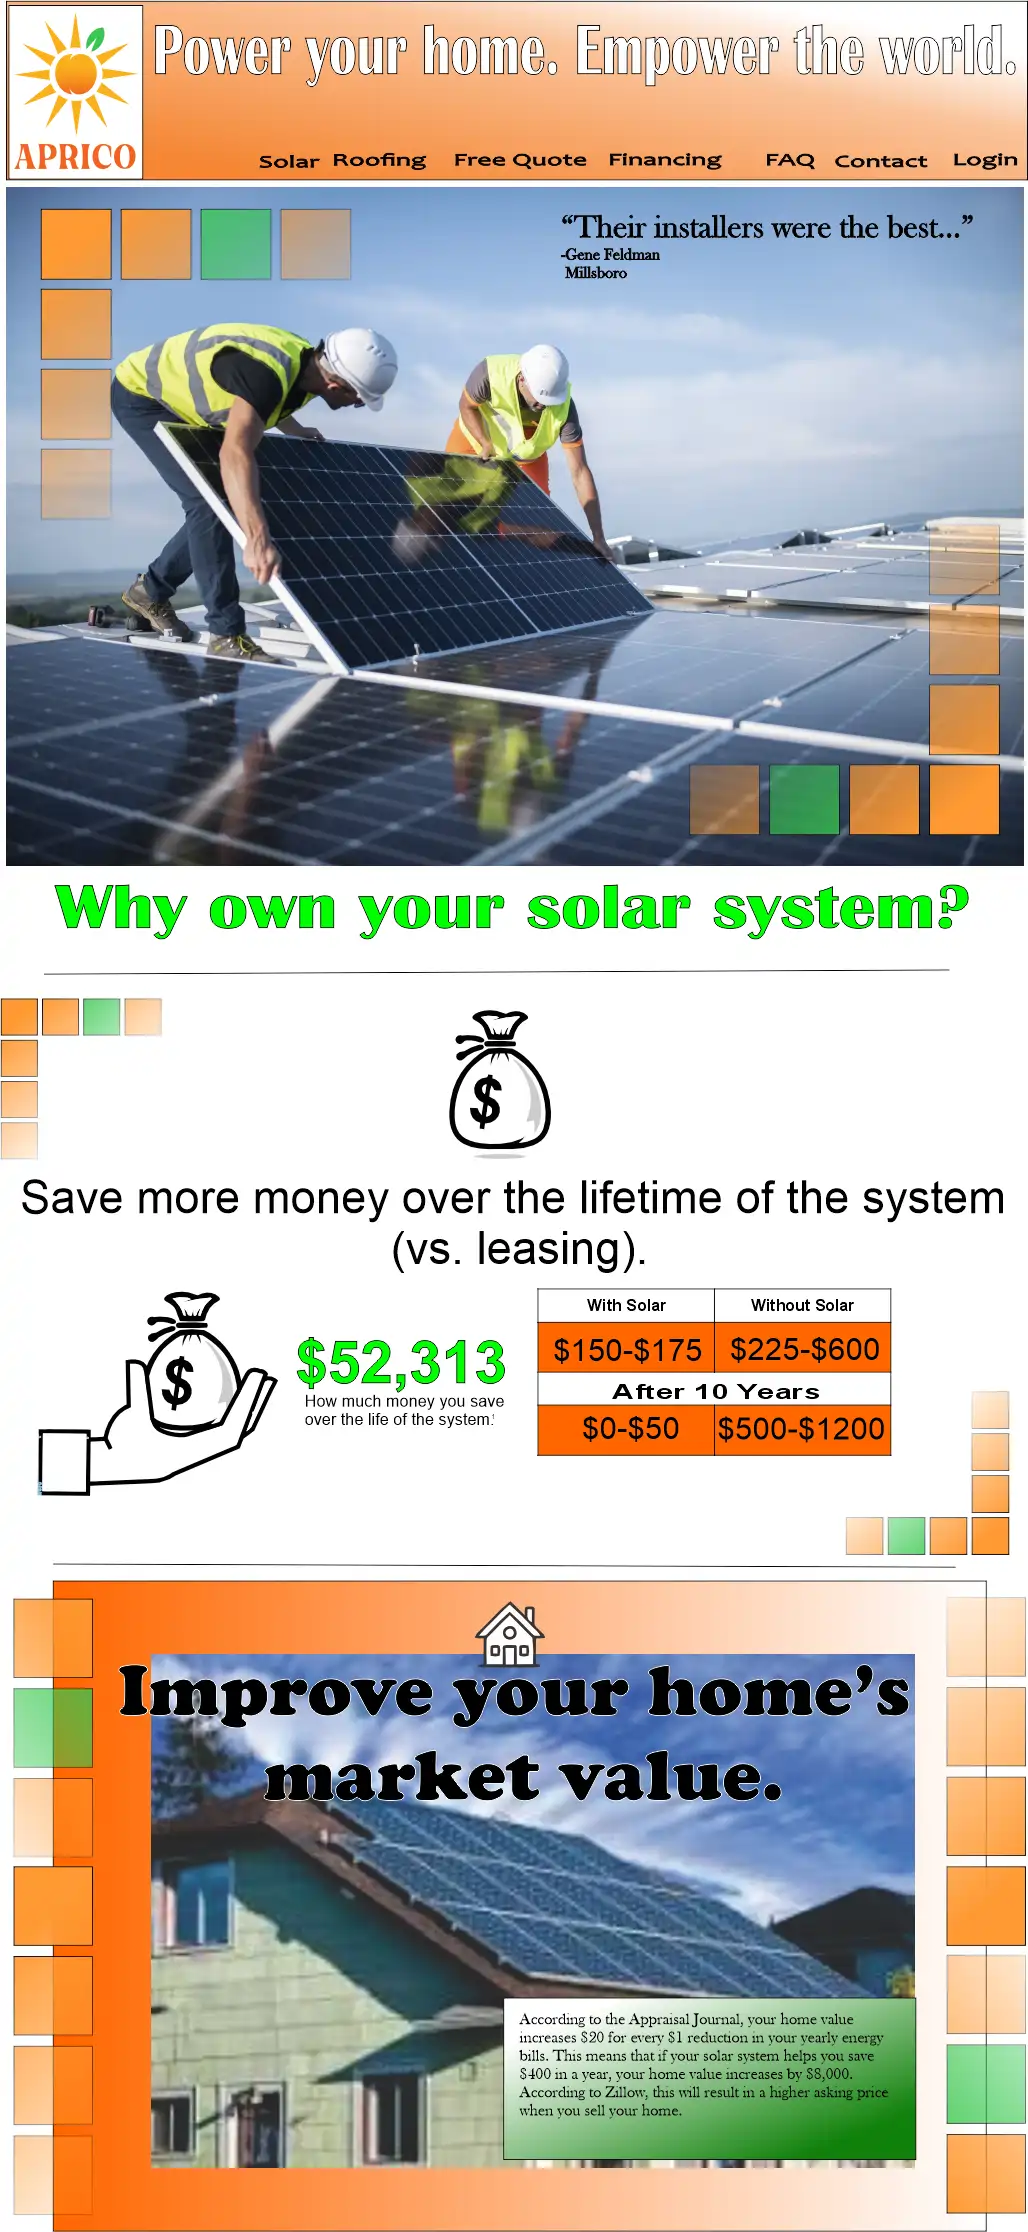 Power your home. Empower the world.
APRICO
Solar Roofing Free Quote Financing FAQ Contact Login
“Their installers were the best...”
-Gene Feldman
Millsboro
Why own your solar system?
$
Save more money over the lifetime of the system
(vs. leasing).
$
$52,313
How much money you save
over the life of the system.¹
With Solar Without Solar
$150-$175 $225-$600
After 10 Years
$0-$50 $500-$1200
Improve your home’s
market value.
According to the Appraisal Journal, your home value
increases $20 for every $1 reduction in your yearly energy
bills. This means that if your solar system helps you save
$400 in a year, your home value increases by $8,000.
According to Zillow, this will result in a higher asking price
when you sell your home.